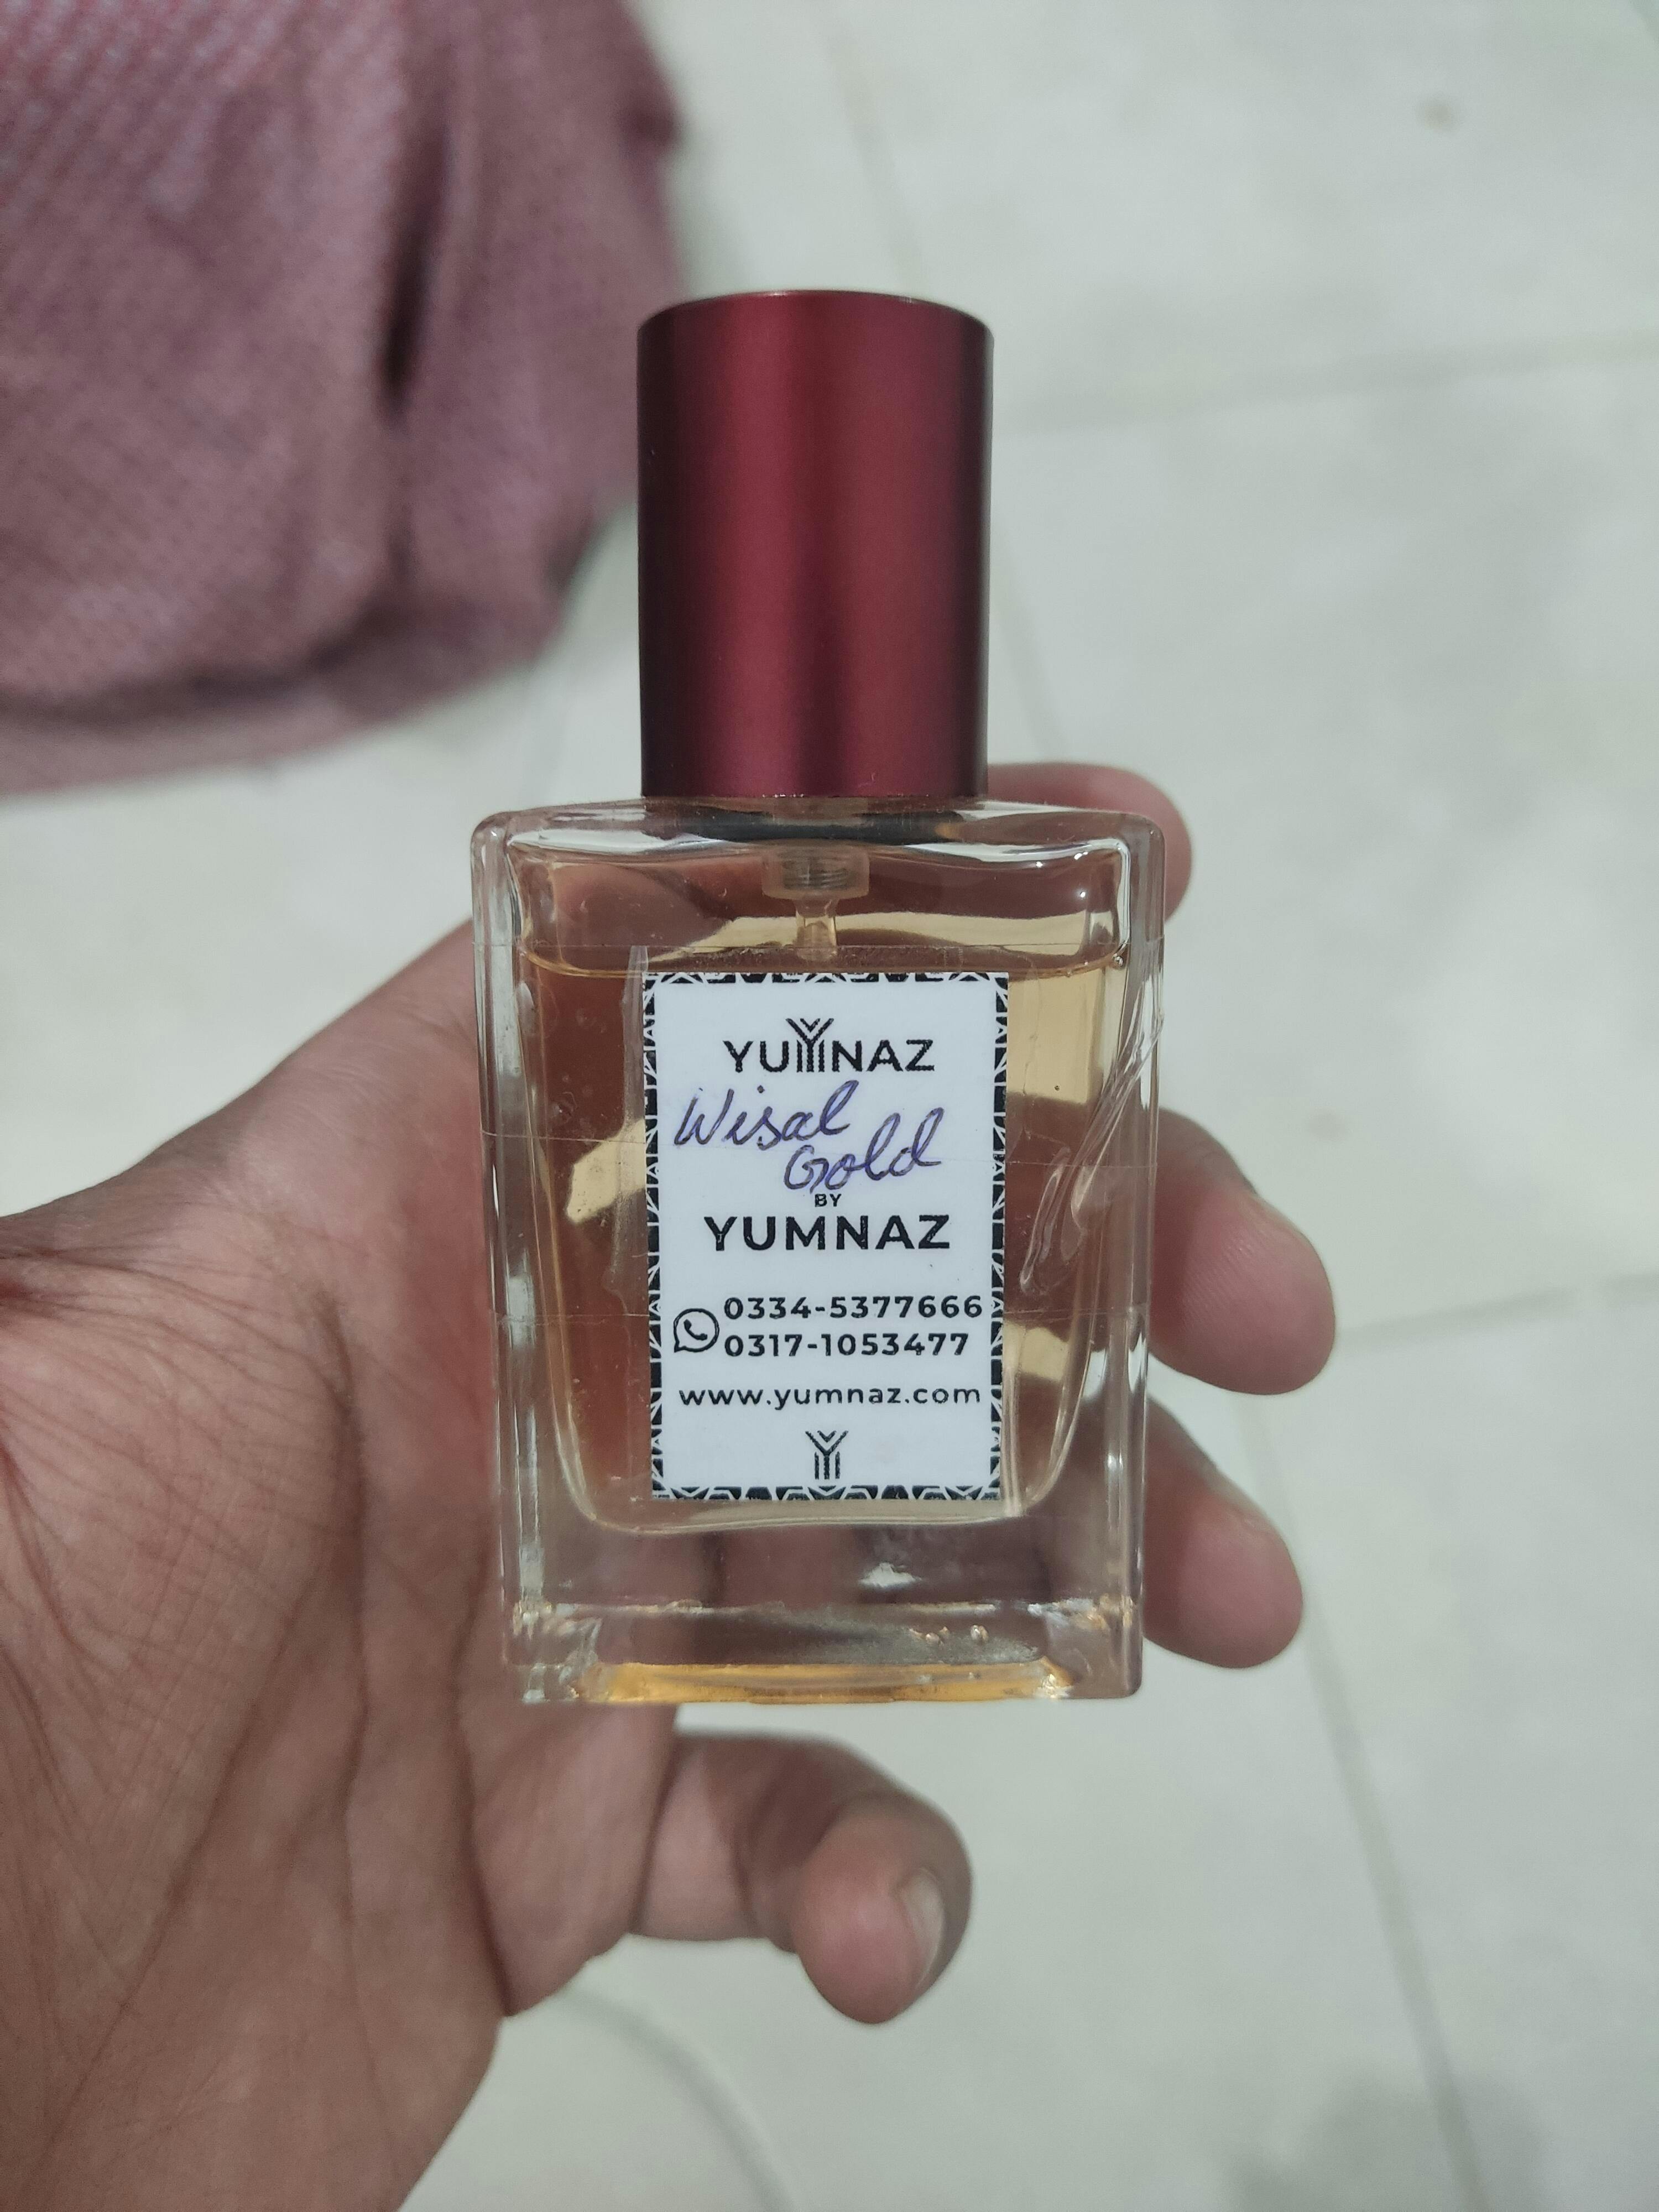 YUMNAZ
Wisal
Gold
BY
YUMNAZ
0334-5377666
0317-1053477
www.yumnaz.com
Y